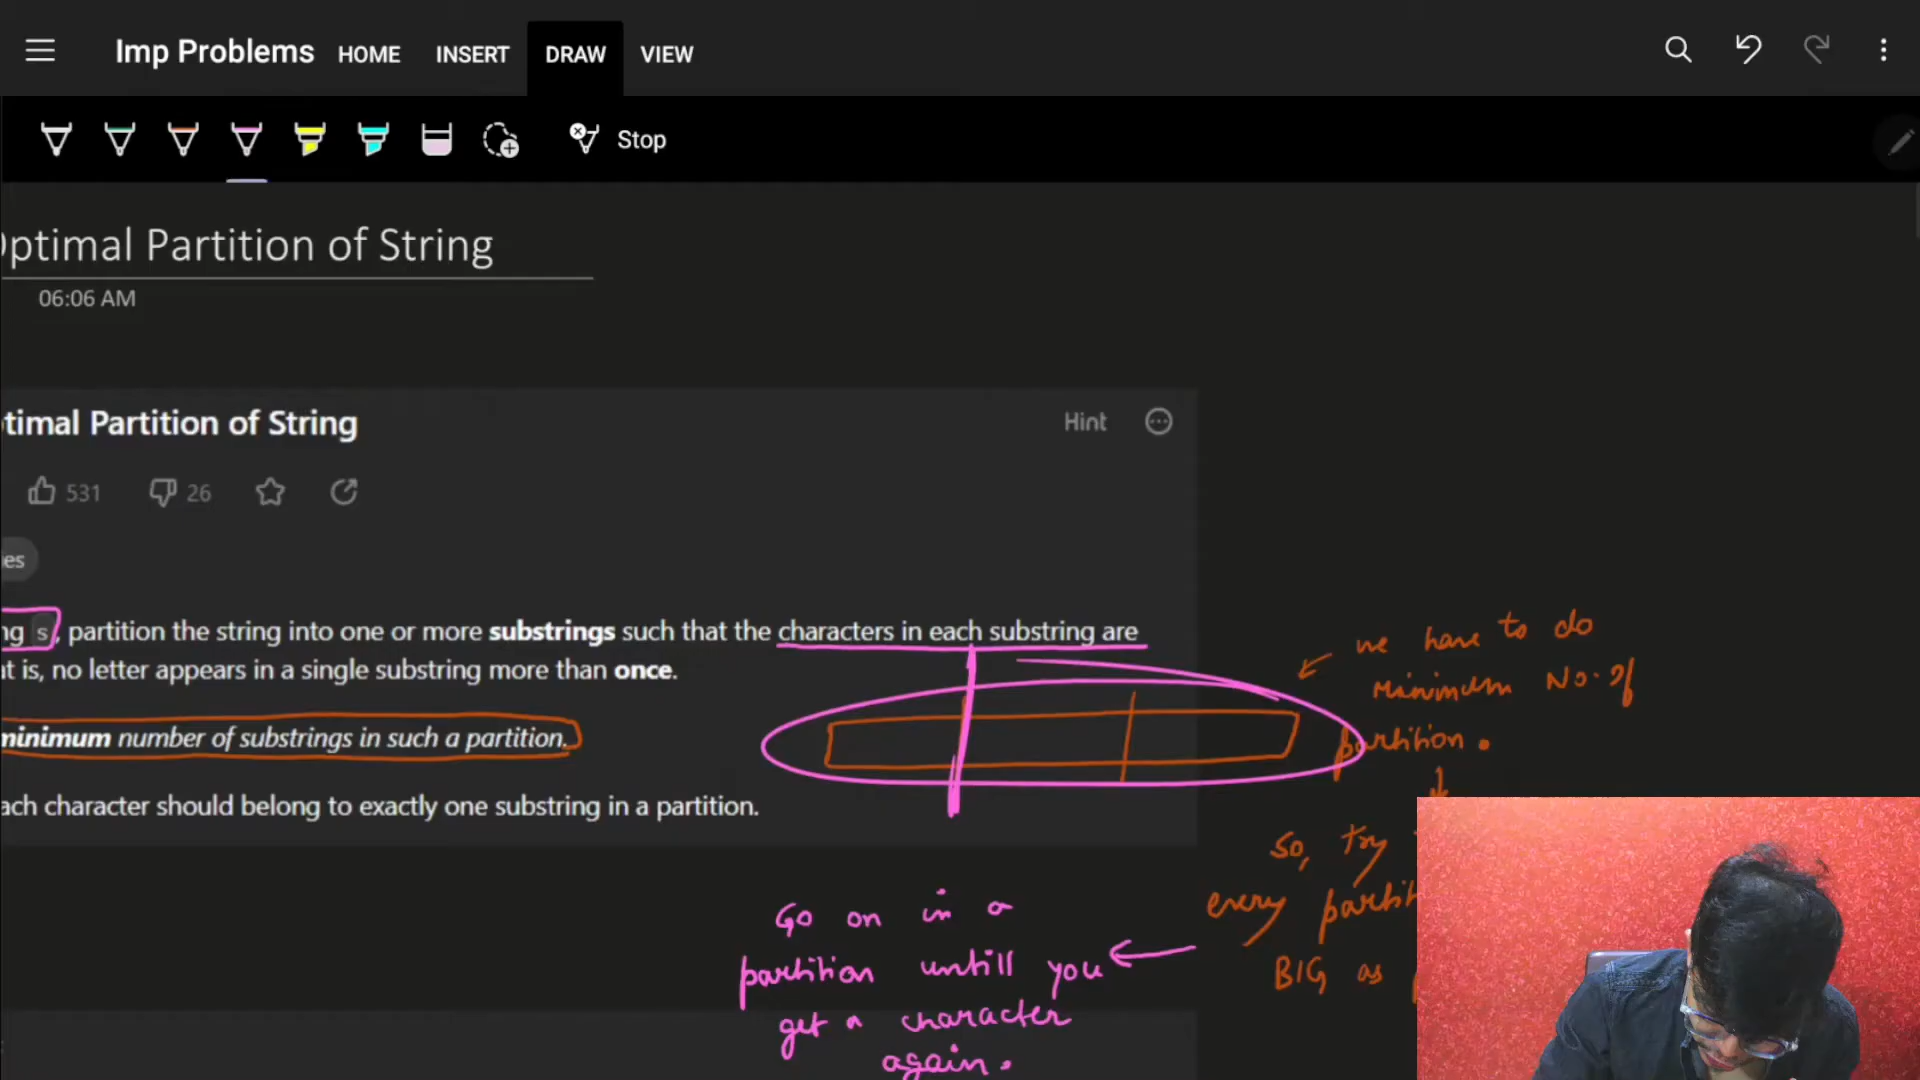 Imp Problems HOME INSERT DRAW VIEW
Stop
Optimal Partition of String
06:06 AM
timal Partition of String
Hint
531 26
es
ng s, partition the string into one or more substrings such that the characters in each substring are
at is, no letter appears in a single substring more than once.
minimum number of substrings in such a partition.
ach character should belong to exactly one substring in a partition.
we have to do
minimum No. of
partition.
So, try
every partiti
BIG as
Go on in a
partition untill you
get a character
again.